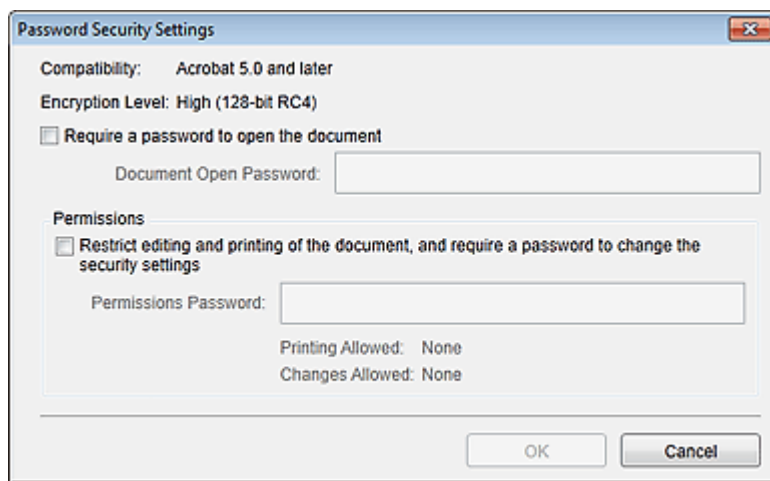 Password Security Settings
Compatibility: Acrobat 5.0 and later
Encryption Level: High (128-bit RC4)
Require a password to open the document
Document Open Password:
Permissions
Restrict editing and printing of the document, and require a password to change the
security settings
Permissions Password:
Printing Allowed: None
Changes Allowed: None
OK Cancel